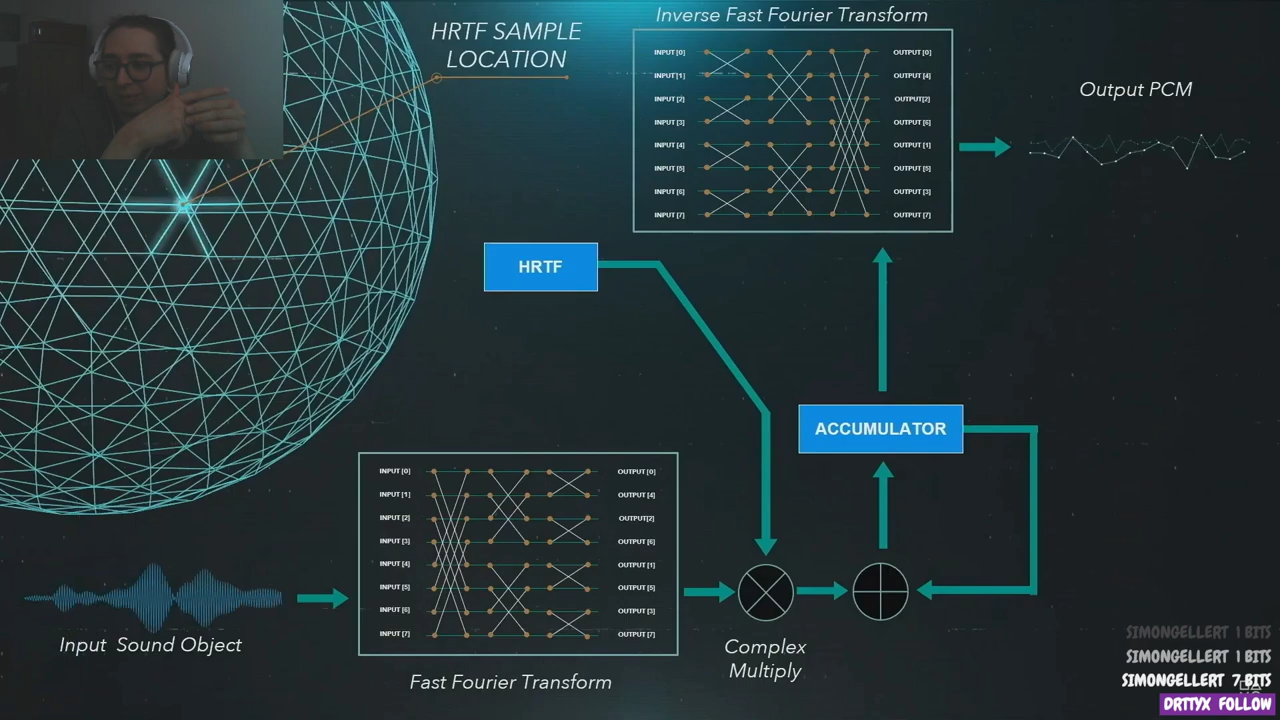 HRTF SAMPLE
LOCATION
Inverse Fast Fourier Transform
INPUT [0] OUTPUT [0]
INPUT [1] OUTPUT [4]
INPUT [2] OUTPUT[2]
INPUT [3] OUTPUT [6]
INPUT [4] OUTPUT [1]
INPUT [5] OUTPUT [5]
INPUT [6] OUTPUT [3]
INPUT [7] OUTPUT [7]
Output PCM
HRTF
ACCUMULATOR
INPUT [0] OUTPUT [0]
INPUT [1] OUTPUT [4]
INPUT [2] OUTPUT[2]
INPUT [3] OUTPUT [6]
INPUT [4] OUTPUT [1]
INPUT [5] OUTPUT [5]
INPUT [6] OUTPUT [3]
INPUT [7] OUTPUT [7]
Input Sound Object
Fast Fourier Transform
Complex
Multiply
SIMONGELLERT 1 BITS
SIMONGELLERT 1 BITS
SIMONGELLERT 7 BITS
DRTTYX FOLLOW